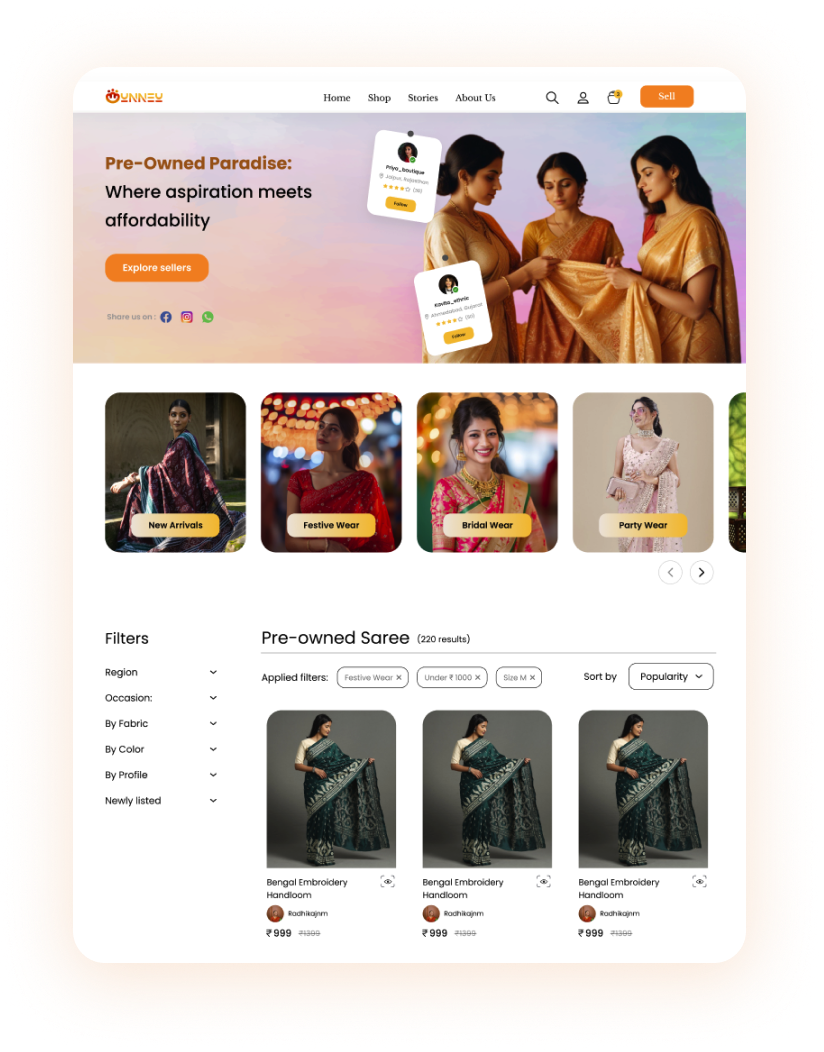 YNNEY
Home Shop Stories About Us
Sell
Pre-Owned Paradise:
Where aspiration meets
affordability
Explore sellers
Share us on :
Priya_boutique
Jaipur, Rajasthan
Follow
Kavita_ethnic
Ahmedabad, Gujarat
Follow
New Arrivals
Festive Wear
Bridal Wear
Party Wear
Filters
Region
Occasion:
By Fabric
By Color
By Profile
Newly listed
Pre-owned Saree (220 results)
Applied filters: Festive Wear × Under ₹ 1000 × Size M ×
Sort by Popularity
Bengal Embroidery
Handloom
Radhikajnm
₹ 999 ₹1399
Bengal Embroidery
Handloom
Radhikajnm
₹ 999 ₹1399
Bengal Embroidery
Handloom
Radhikajnm
₹ 999 ₹1399